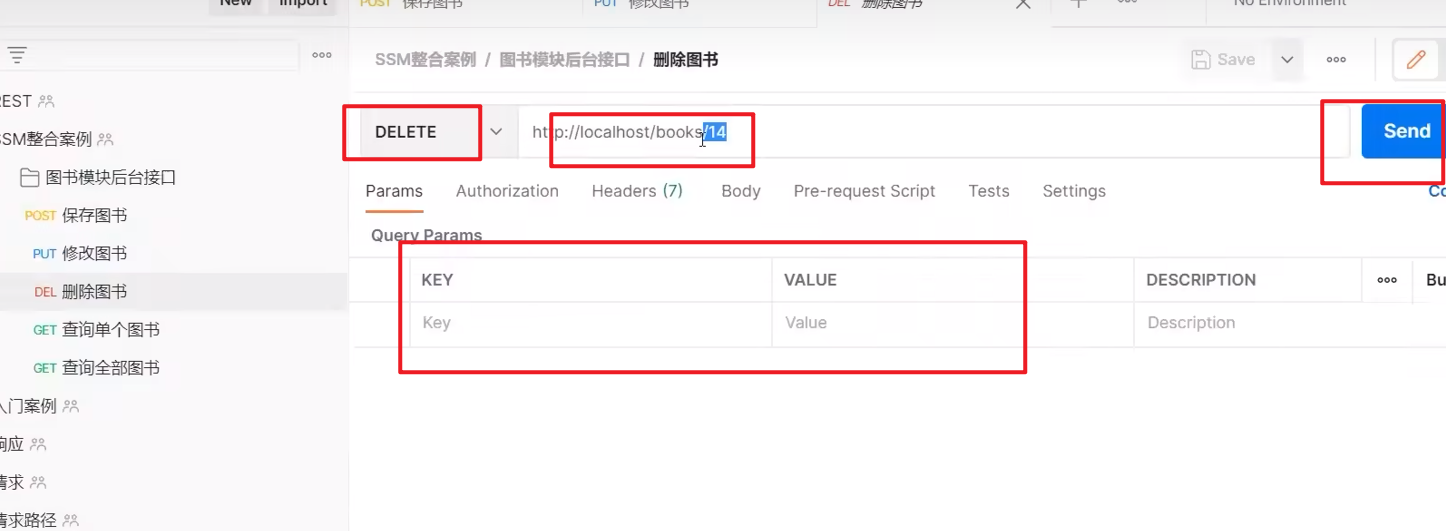 New Import
POST 保存图书 PUT 修改图书 DEL 删除图书 No Environment
SSM整合案例 / 图书模块后台接口 / 删除图书 Save
DELETE http://localhost/books/14 Send
Params Authorization Headers (7) Body Pre-request Script Tests Settings
Query Params
KEY VALUE DESCRIPTION
Key Value Description
EST
SM整合案例
图书模块后台接口
POST 保存图书
PUT 修改图书
DEL 删除图书
GET 查询单个图书
GET 查询全部图书
入门案例
响应
请求
请求路径